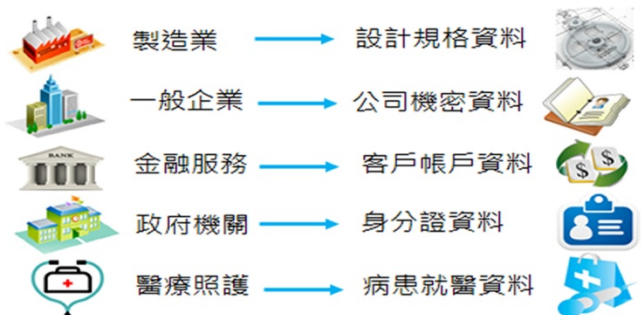 製造業 設計規格資料
一般企業 公司機密資料
BANK
金融服務 客戶帳戶資料
$ $
政府機關 身分證資料
醫療照護 病患就醫資料